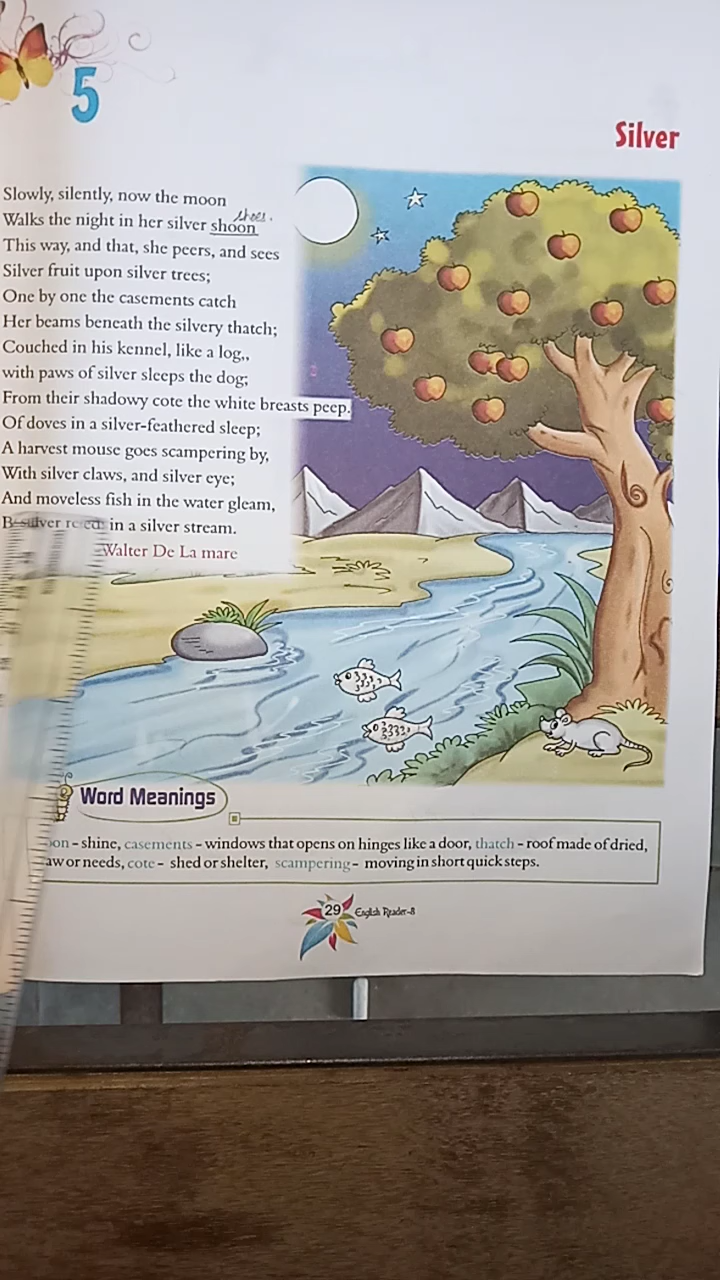 5
Silver
Slowly, silently, now the moon
shoes.
Walks the night in her silver shoon
This way, and that, she peers, and sees
Silver fruit upon silver trees;
One by one the casements catch
Her beams beneath the silvery thatch;
Couched in his kennel, like a log,,
with paws of silver sleeps the dog;
From their shadowy cote the white breasts peep.
Of doves in a silver-feathered sleep;
A harvest mouse goes scampering by,
With silver claws, and silver eye;
And moveless fish in the water gleam,
silver in a silver stream.
Walter De La mare
Word Meanings
– shine, casements – windows that opens on hinges like a door, thatch – roof made of dried,
or needs, cote – shed or shelter, scampering – moving in short quick steps.
29 English Reader-8